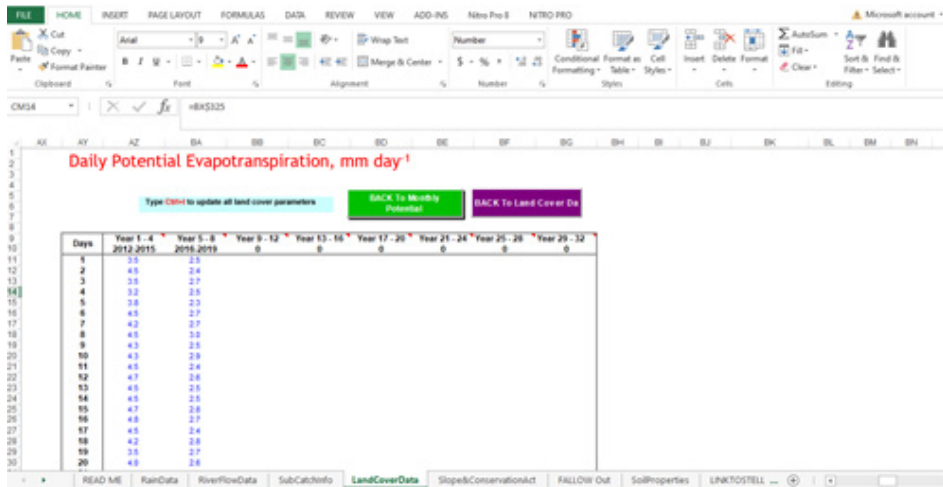 FILE HOME INSERT PAGE LAYOUT FORMULAS DATA REVIEW VIEW ADD-INS Nitro Pro 8 NITRO PRO Microsoft account
Cut
Copy
Format Painter
Paste
Clipboard
Arial 9
Font
Wrap Text
Merge & Center
Alignment
Number
Number
Conditional Formatting
Format as Table
Cell Styles
Styles
Insert Delete Format
Cells
AutoSum
Fill
Clear
Sort & Filter
Find & Select
Editing
CM14 fx =BX$325
AX AY AZ BA BB BC BD BE BF BG BH BI BJ BK BL BM BN
Daily Potential Evapotranspiration, mm day-1
Type Ctrl+l to update all land cover parameters
BACK To Monthly Potential
BACK To Land Cover Da
Days Year 1 - 4 Year 5 - 8 Year 9 - 12 Year 13 - 16 Year 17 - 20 Year 21 - 24 Year 25 - 28 Year 29 - 32
2012-2015 2016-2019 0 0 0 0 0 0
1 3.5 2.5
2 4.5 2.4
3 3.5 2.7
4 3.2 2.5
5 3.8 2.3
6 4.5 2.7
7 4.2 2.7
8 4.5 3.0
9 4.3 2.5
10 4.3 2.9
11 4.5 2.4
12 4.7 2.6
13 4.5 2.5
14 4.5 2.5
15 4.7 2.8
16 4.8 2.7
17 4.5 2.4
18 4.2 2.8
19 3.5 2.7
20 4.0 2.6
READ ME RainData RiverFlowData SubCatchInfo LandCoverData Slope&ConservationAct FALLOW Out SoilProperties LINKTOSTELL ...